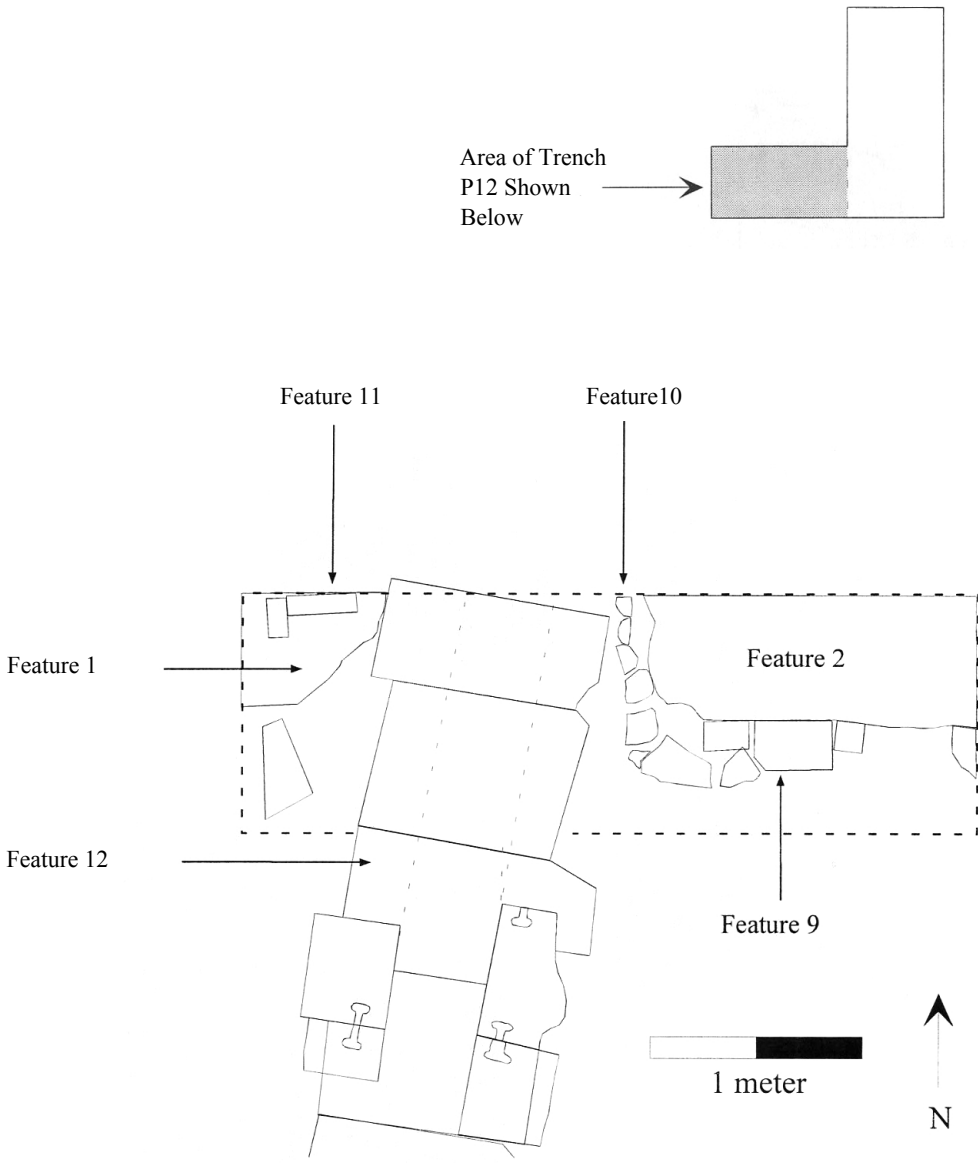 Area of Trench
P12 Shown
Below
Feature 11
Feature10
Feature 1
Feature 2
Feature 12
Feature 9
1 meter
N